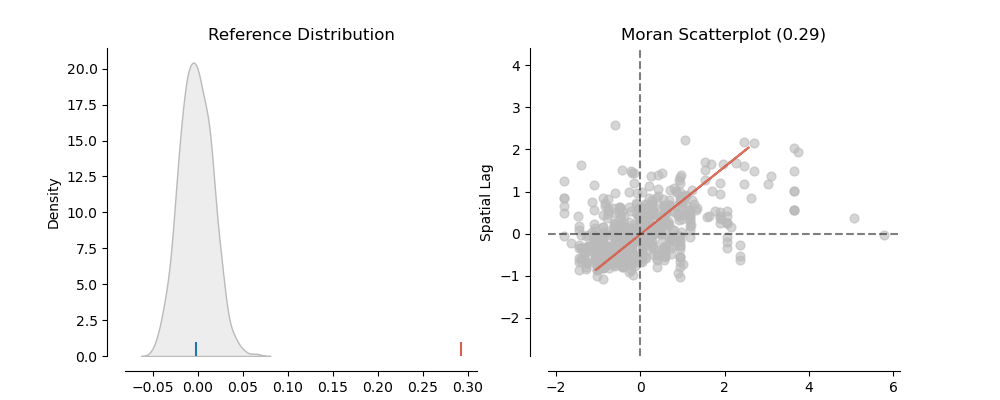 Reference Distribution
Density
20.0
17.5
15.0
12.5
10.0
7.5
5.0
2.5
0.0
−0.05 0.00 0.05 0.10 0.15 0.20 0.25 0.30
Moran Scatterplot (0.29)
Spatial Lag
4
3
2
1
0
−1
−2
−2 0 2 4 6